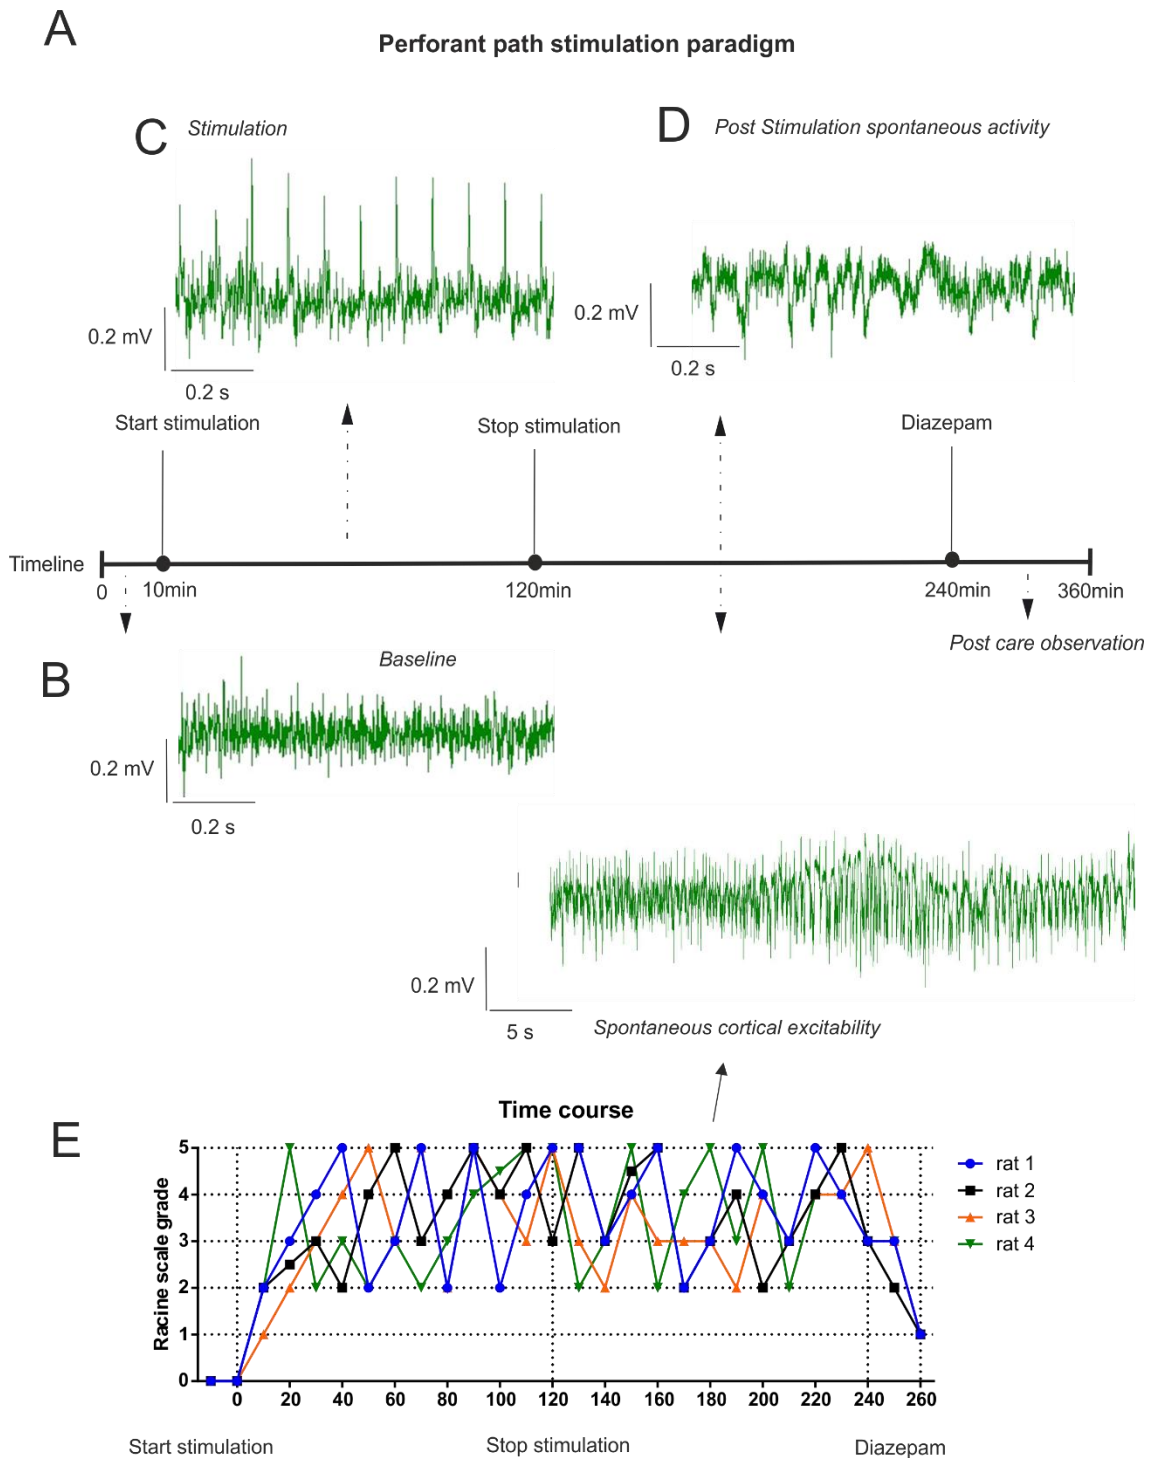 A
Perforant path stimulation paradigm
C
Stimulation
D
Post Stimulation spontaneous activity
0.2 mV
0.2 s
0.2 mV
0.2 s
Start stimulation
Stop stimulation
Diazepam
Timeline
0
10min
120min
240min
360min
Post care observation
B
Baseline
0.2 mV
0.2 s
0.2 mV
5 s
Spontaneous cortical excitability
E
Time course
Racine scale grade
5
4
3
2
1
0
0 20 40 60 80 100 120 140 160 180 200 220 240 260
rat 1
rat 2
rat 3
rat 4
Start stimulation
Stop stimulation
Diazepam